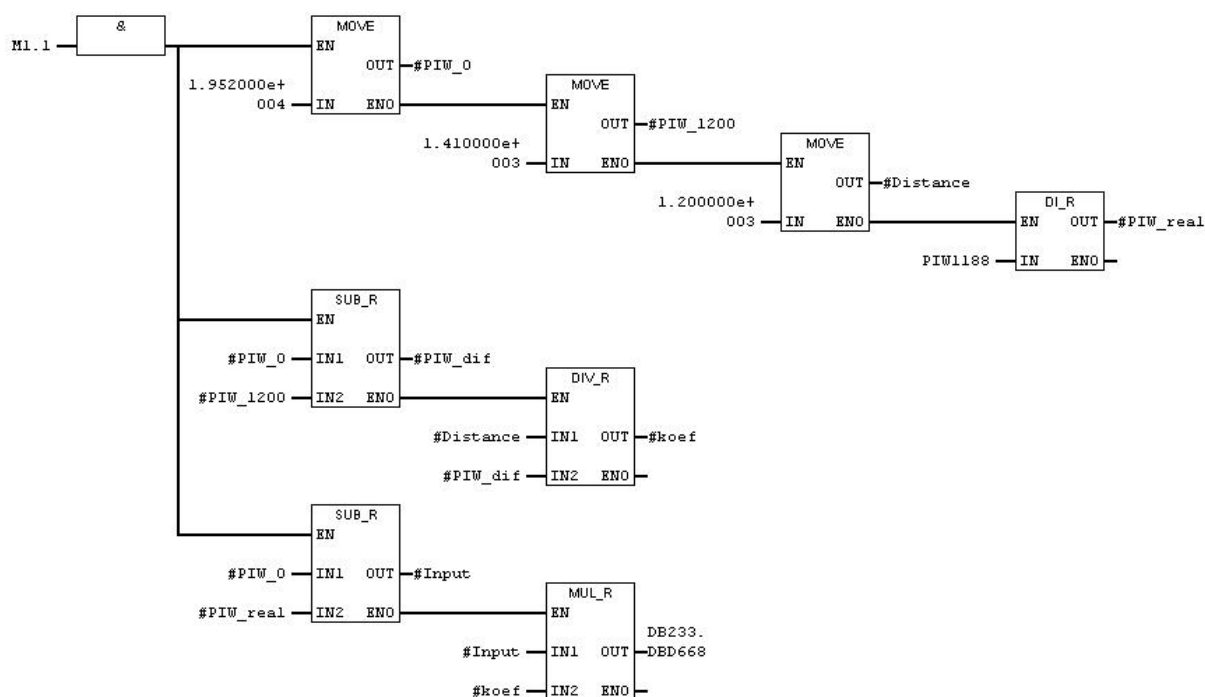 &
M1.1
MOVE
EN
OUT #PIW_0
1.952000e+
004 IN ENO
MOVE
EN
OUT #PIW_1200
1.410000e+
003 IN ENO
MOVE
EN
OUT #Distance
1.200000e+
003 IN ENO
DI_R
EN OUT #PIW_real
PIW1188 IN ENO
SUB_R
EN
#PIW_0 IN1 OUT #PIW_dif
#PIW_1200 IN2 ENO
DIV_R
EN
#Distance IN1 OUT #koef
#PIW_dif IN2 ENO
SUB_R
EN
#PIW_0 IN1 OUT #Input
#PIW_real IN2 ENO
MUL_R
EN
DB233.
#Input IN1 OUT DBD668
#koef IN2 ENO